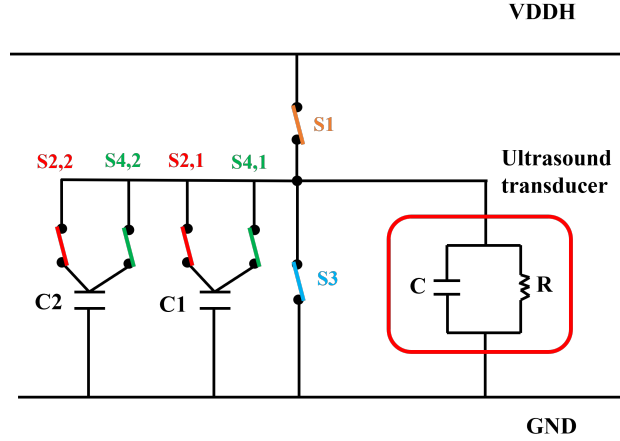 VDDH
S1
S2,2
S4,2
S2,1
S4,1
Ultrasound
transducer
S3
C2
C1
C
R
GND